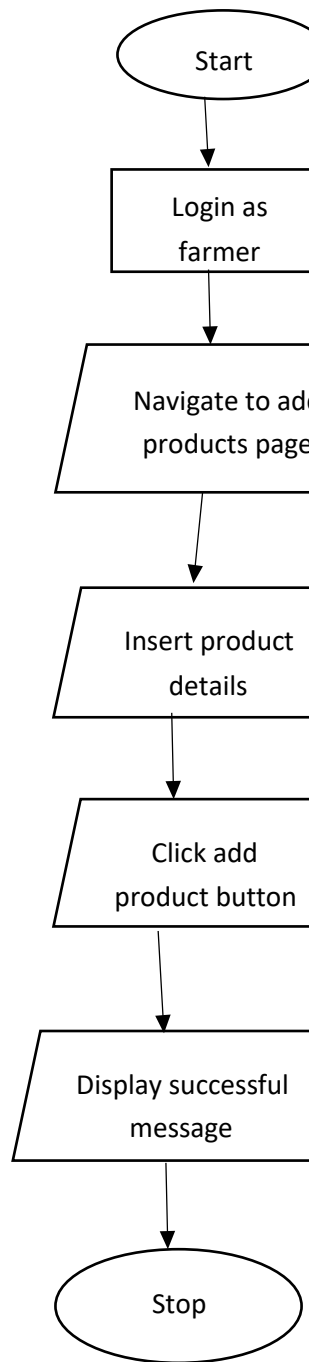 Start
Login as
farmer
Navigate to add
products page
Insert product
details
Click add
product button
Display successful
message
Stop